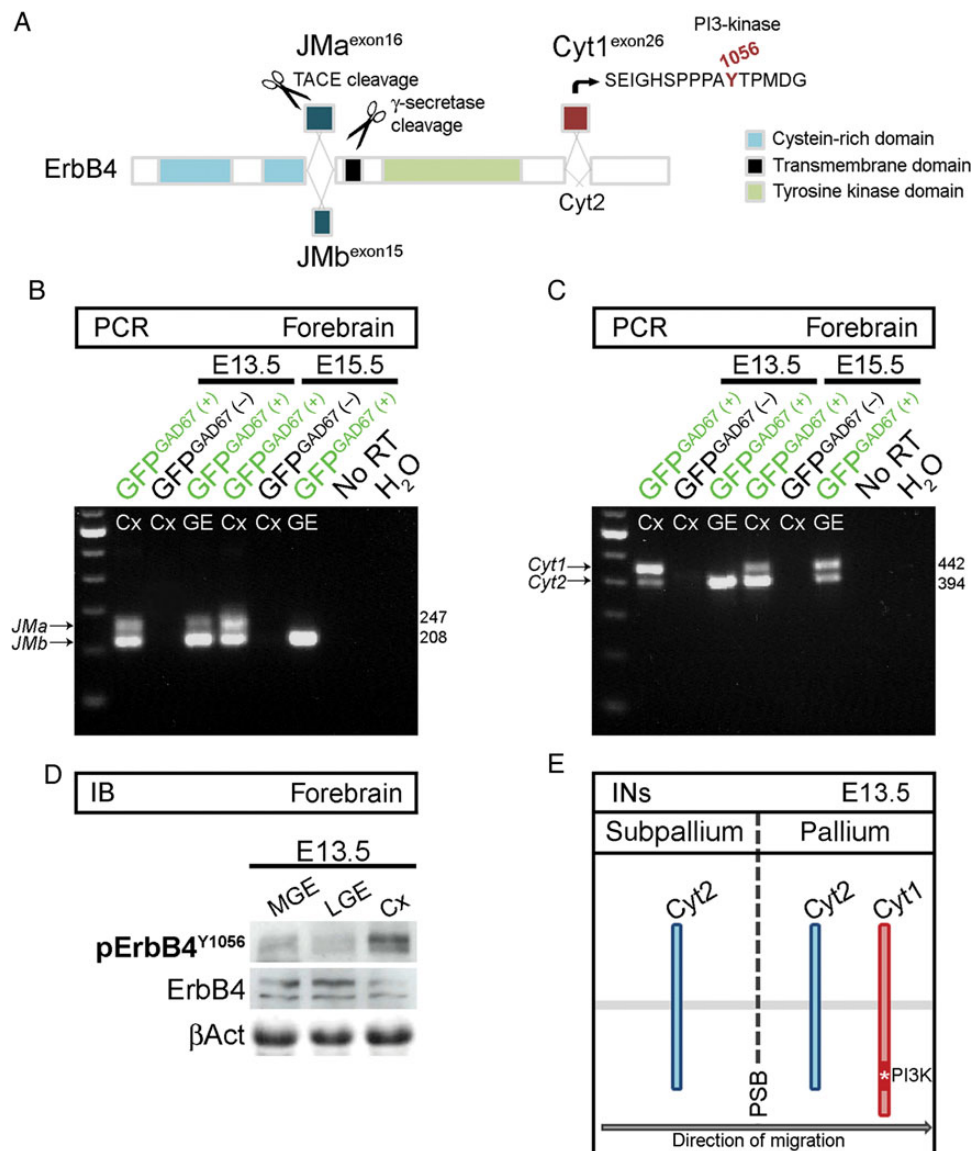 A
JMa^exon16
TACE cleavage
γ-secretase
cleavage
Cyt1^exon26
PI3-kinase
1056
SEIGHSPPPAYTPMDG
ErbB4
JMb^exon15
Cyt2
Cystein-rich domain
Transmembrane domain
Tyrosine kinase domain
B
PCR Forebrain
E13.5 E15.5
GFP^GAD67 (+) GFP^GAD67 (–) GFP^GAD67 (+) GFP^GAD67 (+) GFP^GAD67 (–) GFP^GAD67 (+) No RT H₂O
Cx Cx GE Cx Cx GE
JMa 247
JMb 208
C
PCR Forebrain
E13.5 E15.5
GFP^GAD67 (+) GFP^GAD67 (–) GFP^GAD67 (+) GFP^GAD67 (+) GFP^GAD67 (–) GFP^GAD67 (+) No RT H₂O
Cx Cx GE Cx Cx GE
Cyt1 442
Cyt2 394
D
IB Forebrain
E13.5
MGE LGE Cx
pErbB4^Y1056
ErbB4
βAct
E
INs E13.5
Subpallium Pallium
Cyt2 Cyt2 Cyt1
*PI3K
PSB
Direction of migration